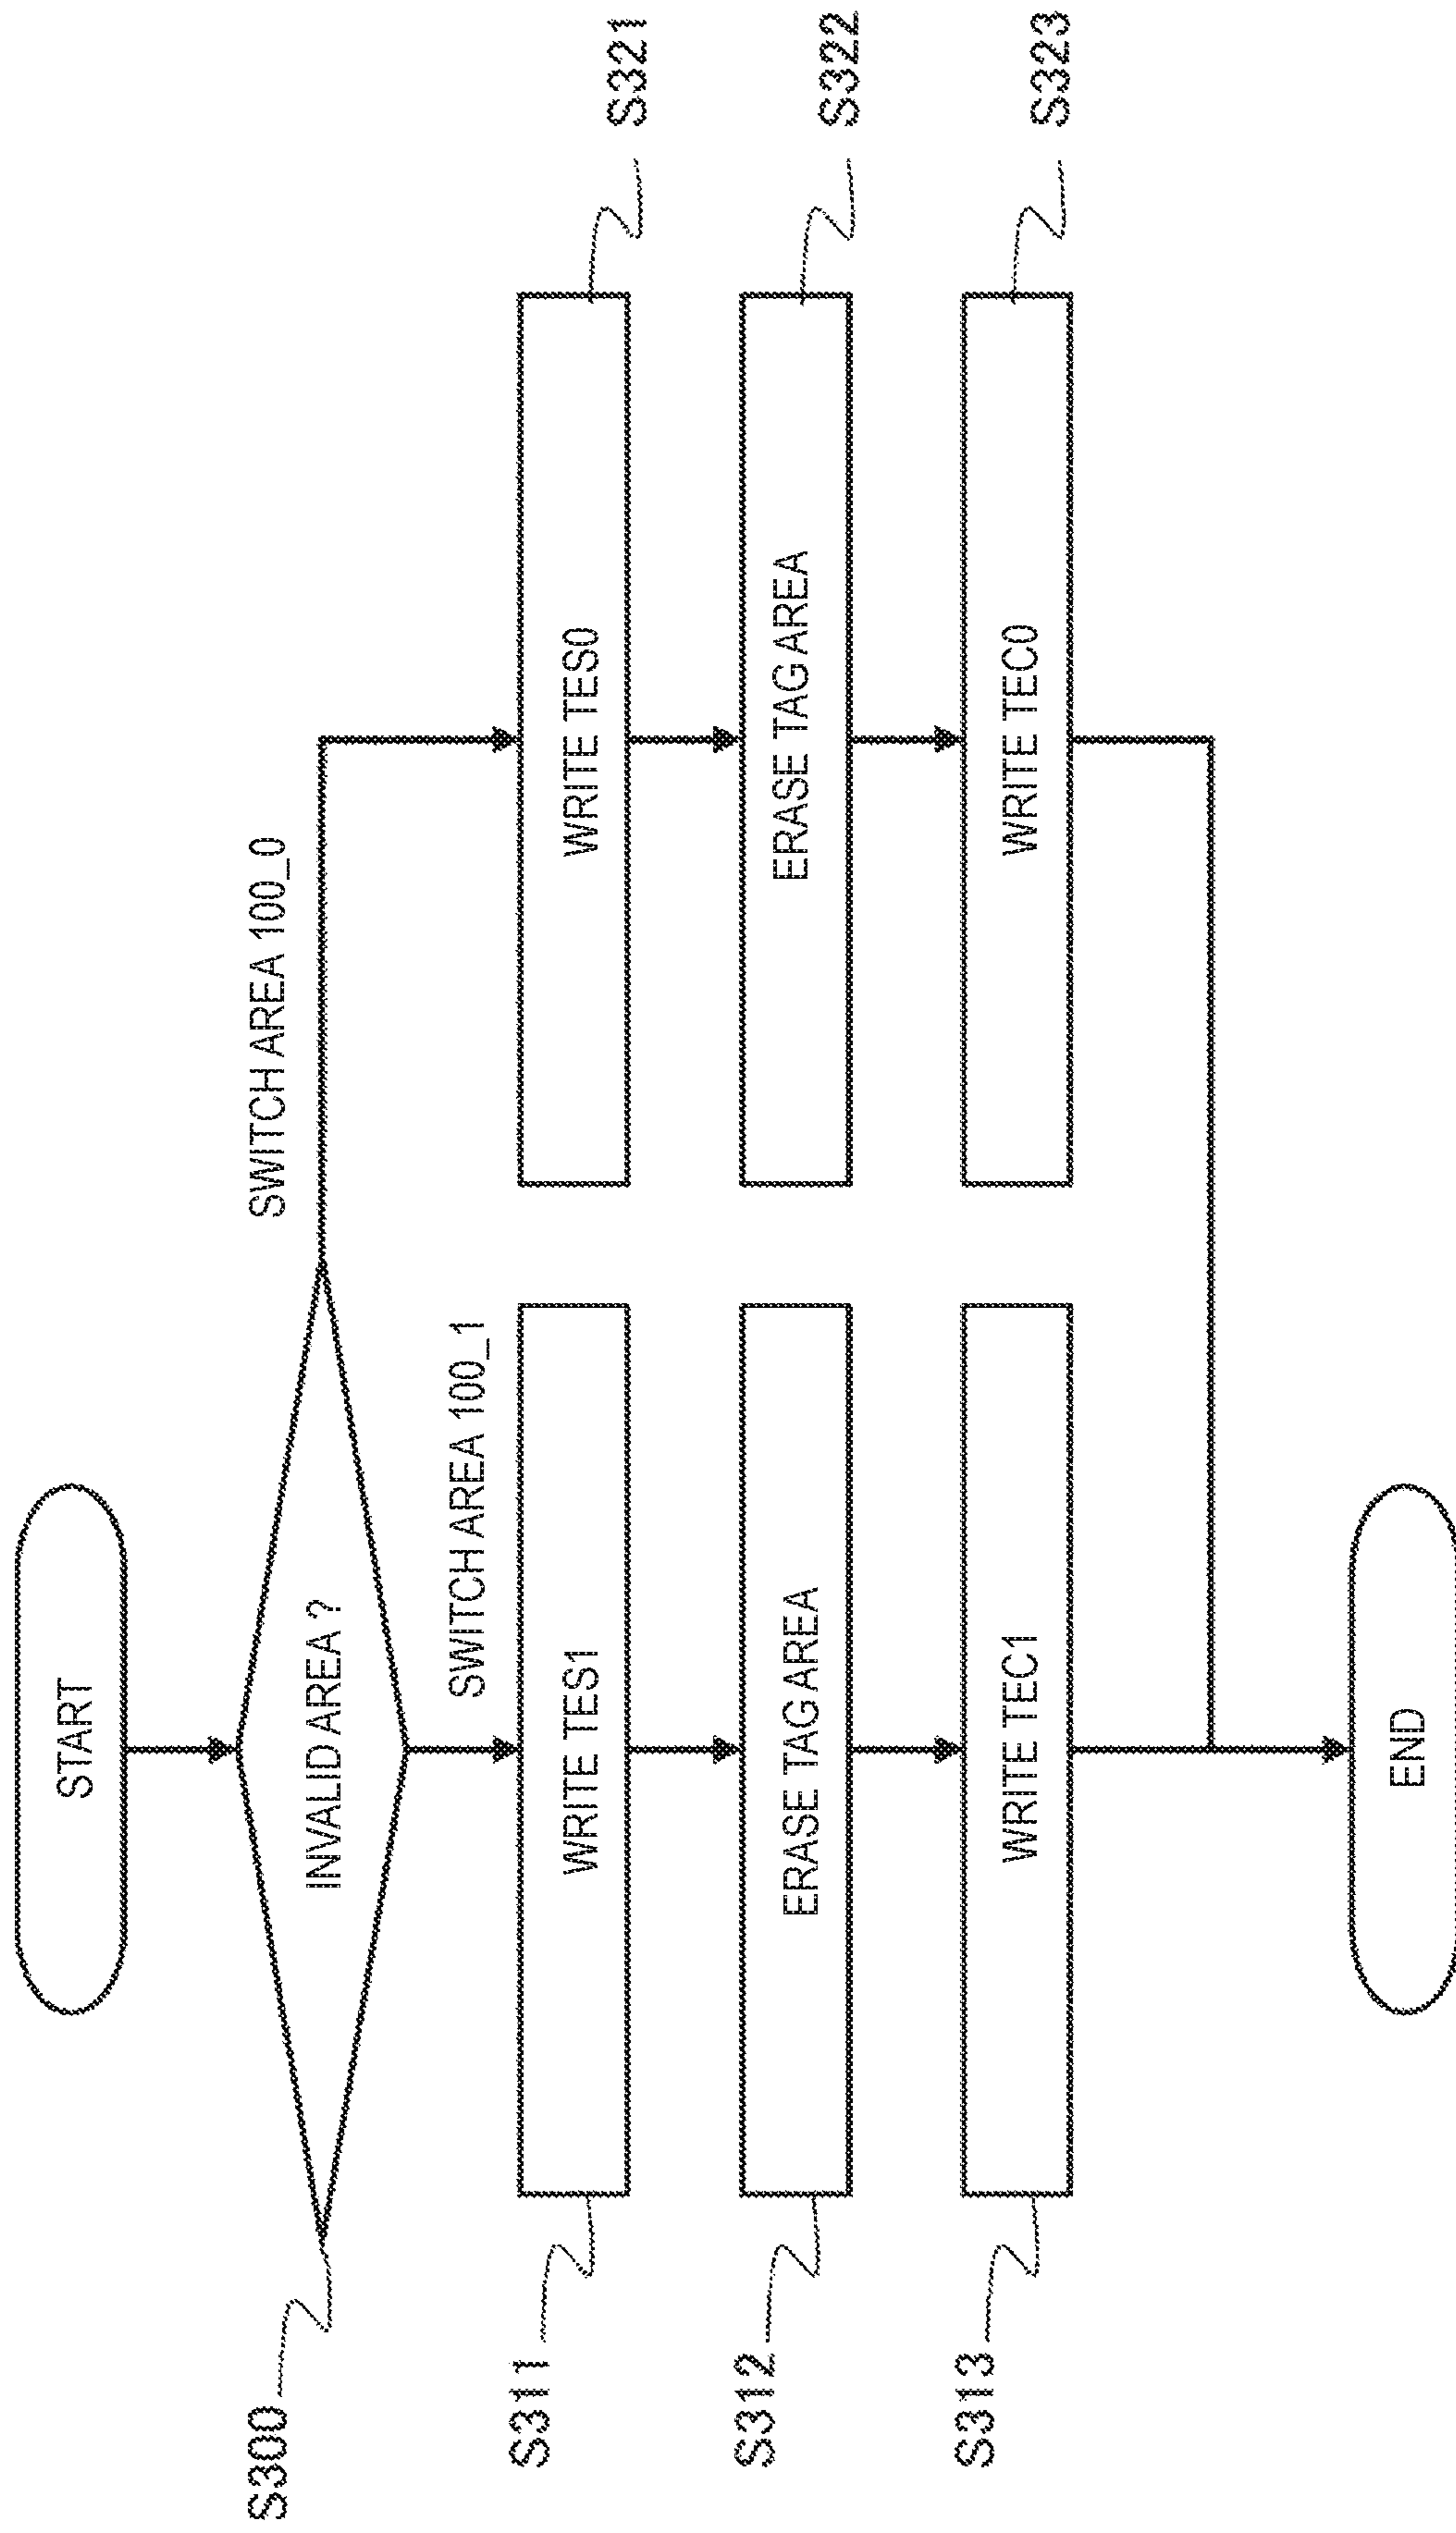 START
S300
INVALID AREA ?
SWITCH AREA 100_0
SWITCH AREA 100_1
S311
WRITE TES1
WRITE TES0
S321
S312
ERASE TAG AREA
ERASE TAG AREA
S322
S313
WRITE TEC1
WRITE TEC0
S323
END